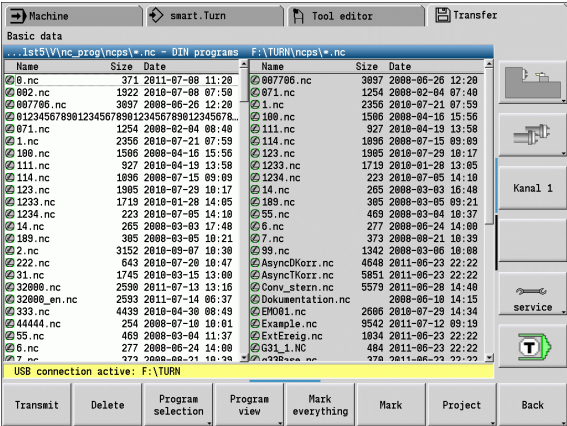 Machine smart.Turn Tool editor Transfer
Basic data
...lst5\V\nc_prog\ncps\*.nc - DIN programs F:\TURN\ncps\*.nc
Name Size Date Name Size Date
0.nc 371 2011-07-08 11:20 007706.nc 3097 2008-06-26 12:20
002.nc 1922 2010-07-08 07:50 071.nc 1254 2008-02-04 07:40
007706.nc 3097 2008-06-26 12:20 1.nc 2356 2010-07-21 07:59
012345678901234567890123456789012345678... 100.nc 1506 2008-04-16 15:56
071.nc 1254 2008-02-04 08:40 111.nc 927 2010-04-19 13:58
1.nc 2356 2010-07-21 07:59 114.nc 1096 2008-07-15 09:09
100.nc 1506 2008-04-16 15:56 123.nc 1905 2010-07-29 10:17
111.nc 927 2010-04-19 13:58 1233.nc 1719 2010-01-28 13:05
114.nc 1096 2008-07-15 09:09 1234.nc 223 2010-07-05 14:10
123.nc 1905 2010-07-29 10:17 14.nc 265 2008-03-03 16:48
1233.nc 1719 2010-01-28 14:05 189.nc 305 2008-03-05 09:21
1234.nc 223 2010-07-05 14:10 55.nc 469 2008-03-04 10:37
14.nc 265 2008-03-03 17:48 6.nc 277 2008-06-24 14:00
189.nc 305 2008-03-05 10:21 7.nc 373 2008-08-21 10:39
2.nc 3152 2010-09-07 10:30 99.nc 1342 2008-03-06 10:08
222.nc 643 2010-07-20 10:47 AsyncDKorr.nc 4648 2011-06-23 22:22
31.nc 1745 2010-03-15 13:00 AsyncTKorr.nc 5851 2011-06-23 22:22
32000.nc 2590 2011-07-13 13:16 Conv_stern.nc 5579 2011-06-28 14:40
32000_en.nc 2593 2011-07-14 06:37 Dokumentation.nc 2008-06-10 14:15
333.nc 4439 2010-04-30 08:49 EMO01.nc 2606 2010-07-29 14:34
44444.nc 254 2008-07-10 10:01 Example.nc 9542 2011-07-12 09:19
55.nc 469 2008-03-04 11:37 ExtEreig.nc 1034 2011-06-23 22:22
6.nc 277 2008-06-24 14:00 G31_1.NC 484 2011-06-23 22:22
7.nc 373 2008-08-21 10:39 g33Base.nc 370 2011-06-23 22:22
USB connection active: F:\TURN
Kanal 1
service
T
Transmit Delete Program selection Program view Mark everything Mark Project Back